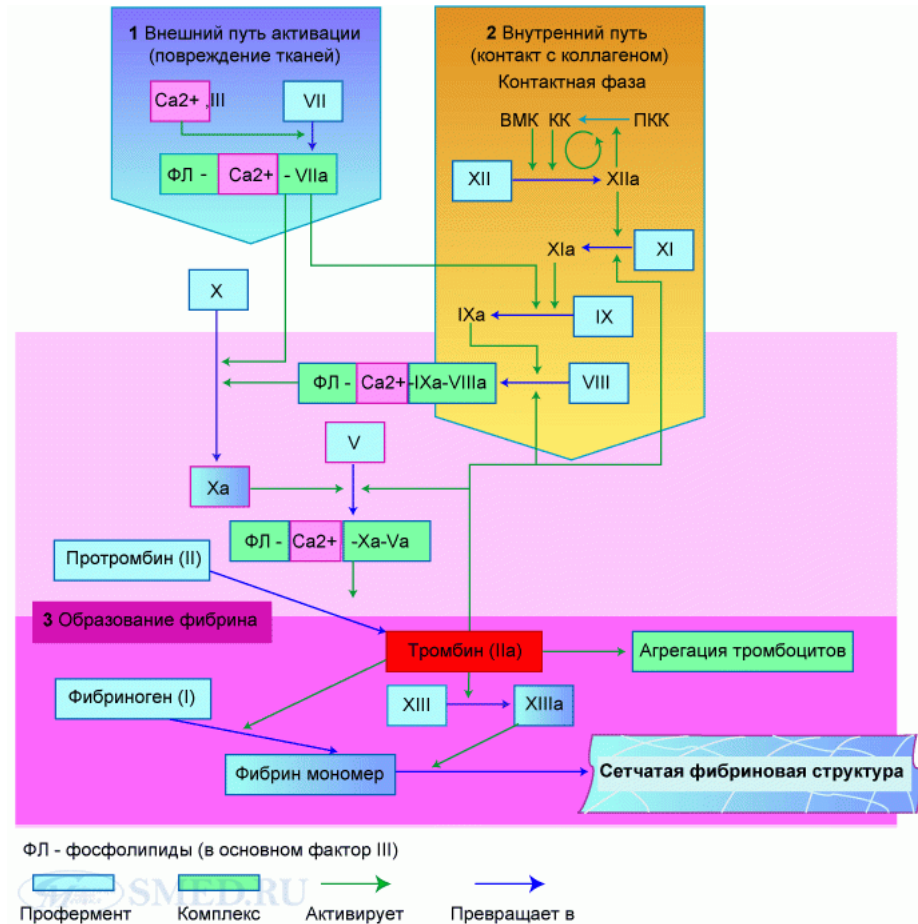 1 Внешний путь активации
(повреждение тканей)
Ca2+ ,III
VII
ФЛ -
Ca2+
- VIIa
2 Внутренний путь
(контакт с коллагеном)
Контактная фаза
ВМК
КК
ПКК
XII
XIIa
XIa
XI
IXa
IX
X
ФЛ -
Ca2+
-IXa-VIIIa
VIII
V
Xa
ФЛ -
Ca2+
-Xa-Va
Протромбин (II)
3 Образование фибрина
Тромбин (IIa)
Агрегация тромбоцитов
Фибриноген (I)
XIII
XIIIa
Фибрин мономер
Сетчатая фибриновая структура
ФЛ - фосфолипиды (в основном фактор III)
SMED.RU
Профермент
Комплекс
Активирует
Превращает в